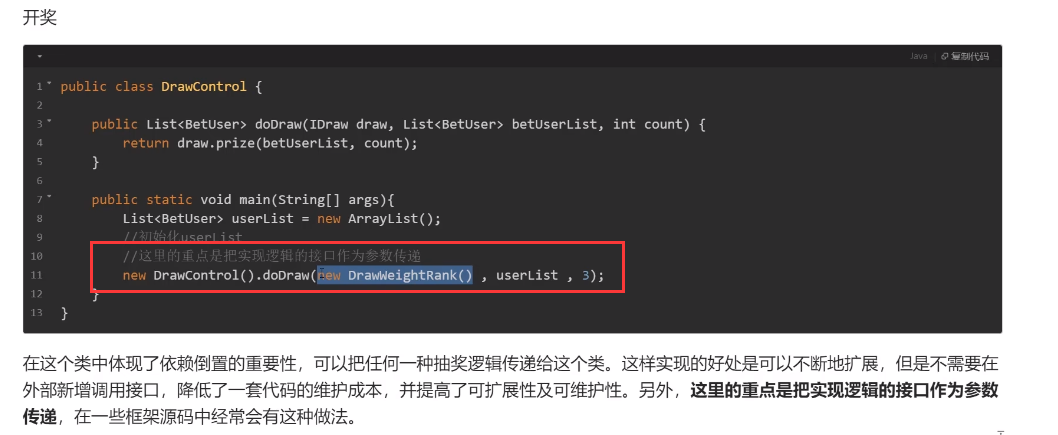 开奖
Java 复制代码
1 public class DrawControl {
2
3 public List<BetUser> doDraw(IDraw draw, List<BetUser> betUserList, int count) {
4 return draw.prize(betUserList, count);
5 }
6
7 public static void main(String[] args){
8 List<BetUser> userList = new ArrayList();
9 //初始化userList
10 //这里的重点是把实现逻辑的接口作为参数传递
11 new DrawControl().doDraw(new DrawWeightRank() , userList , 3);
12 }
13 }
在这个类中体现了依赖倒置的重要性，可以把任何一种抽奖逻辑传递给这个类。这样实现的好处是可以不断地扩展，但是不需要在
外部新增调用接口，降低了一套代码的维护成本，并提高了可扩展性及可维护性。另外，这里的重点是把实现逻辑的接口作为参数
传递，在一些框架源码中经常会有这种做法。